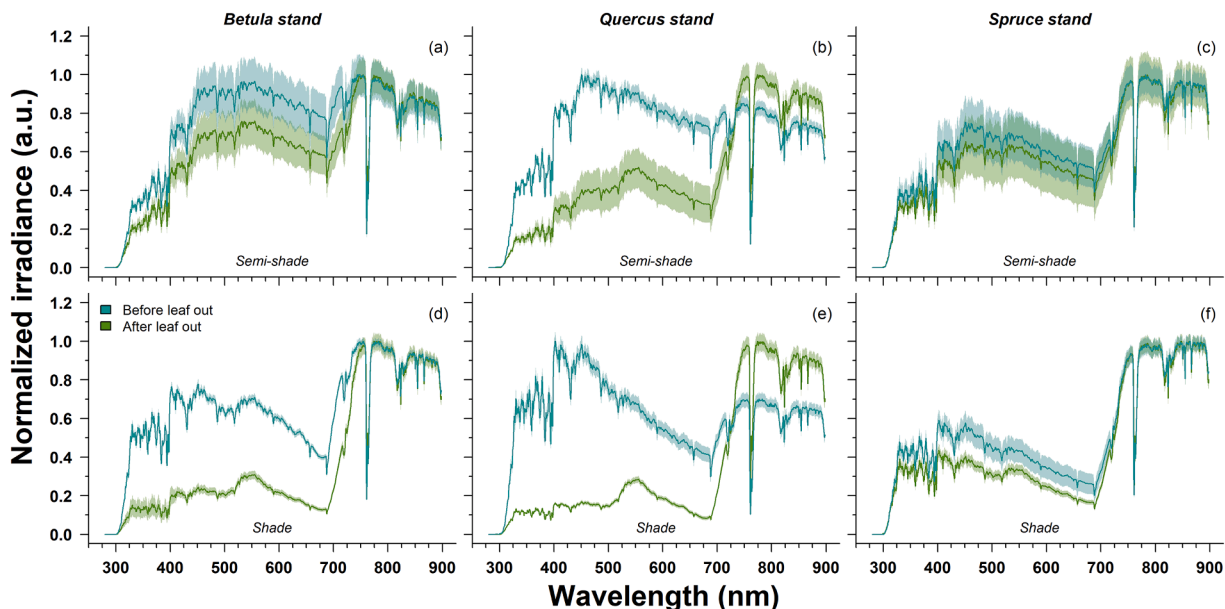 Betula stand
Quercus stand
Spruce stand
Normalized irradiance (a.u.)
1.2
1.0
0.8
0.6
0.4
0.2
0.0
(a)
Semi-shade
(b)
Semi-shade
(c)
Semi-shade
1.2
1.0
0.8
0.6
0.4
0.2
0.0
Before leaf out
After leaf out
(d)
Shade
(e)
Shade
(f)
Shade
300 400 500 600 700 800 900
300 400 500 600 700 800 900
300 400 500 600 700 800 900
Wavelength (nm)